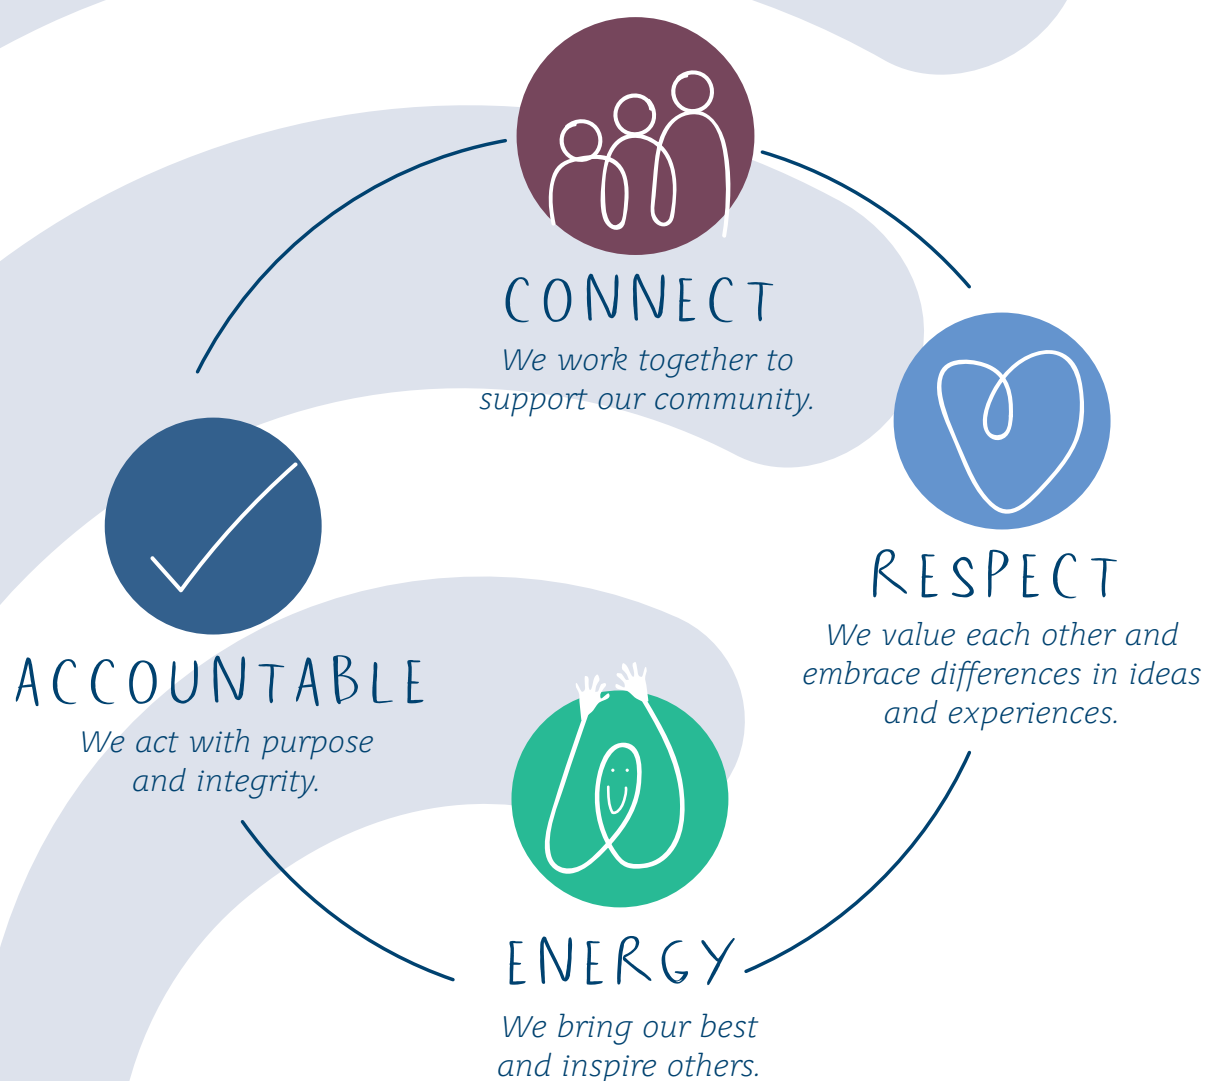 CONNECT
We work together to
support our community.
RESPECT
We value each other and
embrace differences in ideas
and experiences.
ACCOUNTABLE
We act with purpose
and integrity.
ENERGY
We bring our best
and inspire others.